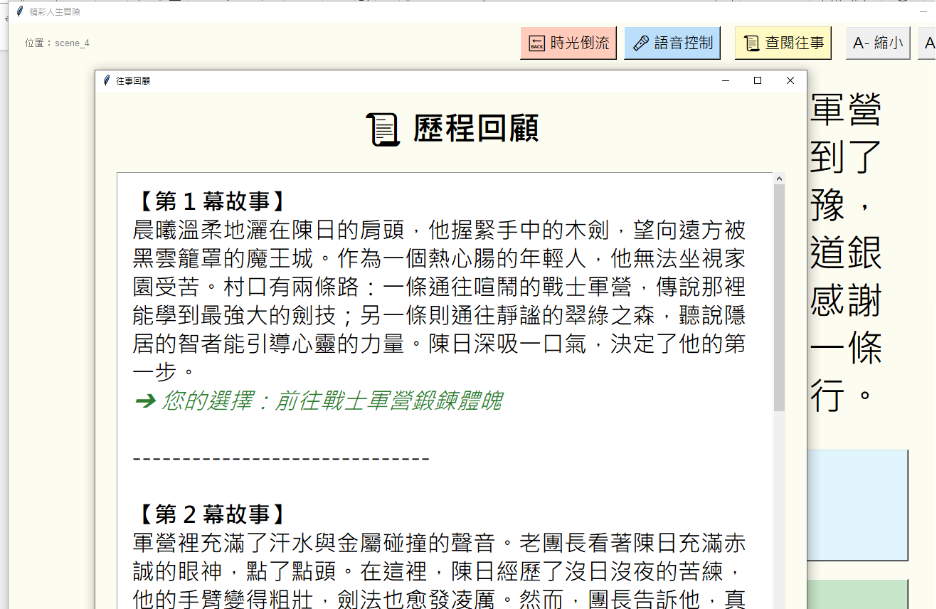 精彩人生冒險
位置：scene_4
BACK 時光倒流
語音控制
查閱往事
A- 縮小
A
往事回顧
歷程回顧
【第 1 幕故事】
晨曦溫柔地灑在陳日的肩頭，他握緊手中的木劍，望向遠方被
黑雲籠罩的魔王城。作為一個熱心腸的年輕人，他無法坐視家
園受苦。村口有兩條路：一條通往喧鬧的戰士軍營，傳說那裡
能學到最強大的劍技；另一條則通往靜謐的翠綠之森，聽說隱
居的智者能引導心靈的力量。陳日深吸一口氣，決定了他的第
一步。
➔ 您的選擇：前往戰士軍營鍛鍊體魄
------------------------------
【第 2 幕故事】
軍營裡充滿了汗水與金屬碰撞的聲音。老團長看著陳日充滿赤
誠的眼神，點了點頭。在這裡，陳日經歷了沒日沒夜的苦練，
他的手臂變得粗壯，劍法也愈發凌厲。然而，團長告訴他，真
軍營
到了
豫，
道銀
感謝
一條
行。